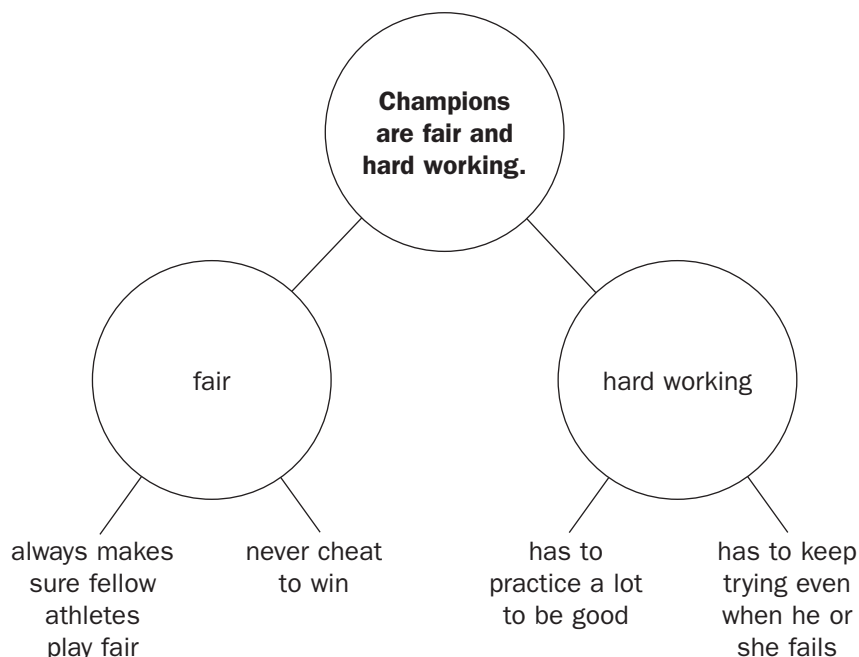 Champions
are fair and
hard working.
fair
hard working
always makes
sure fellow
athletes
play fair
never cheat
to win
has to
practice a lot
to be good
has to keep
trying even
when he or
she fails